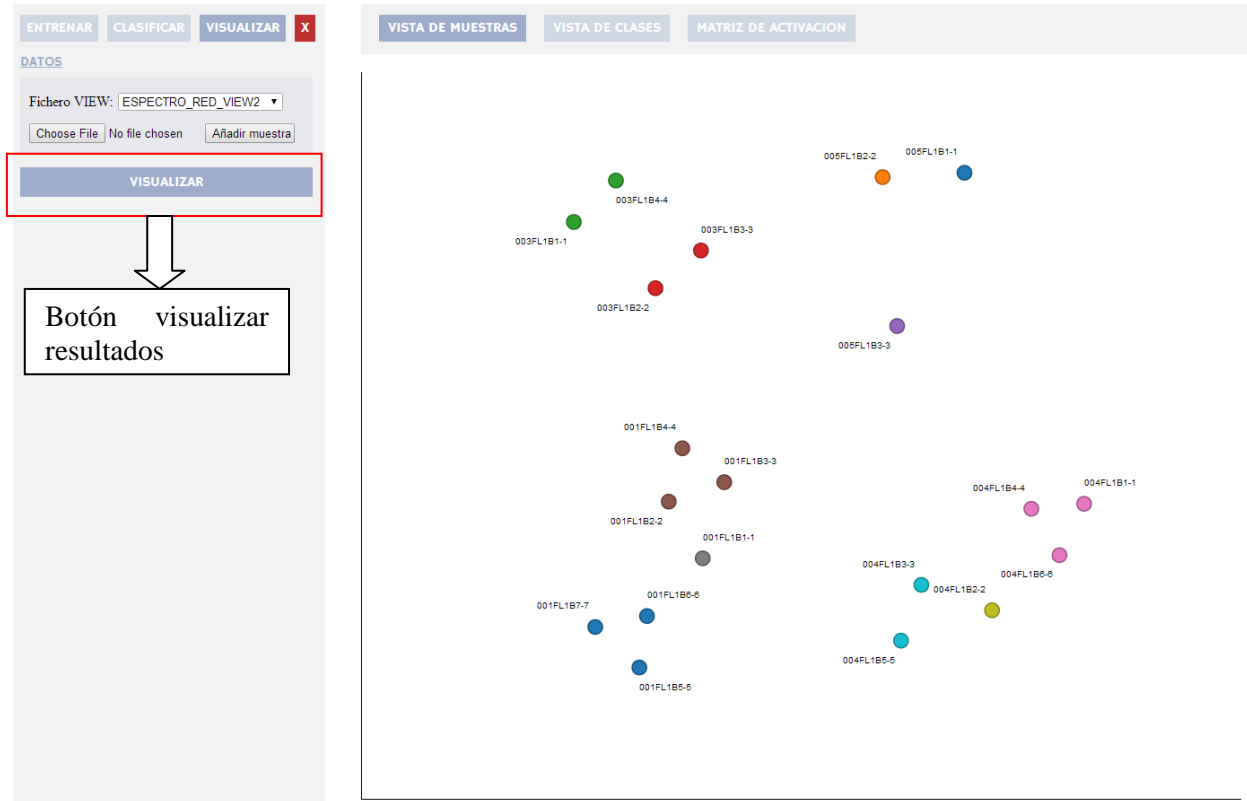 ENTRENAR CLASIFICAR VISUALIZAR X
DATOS
Fichero VIEW: ESPECTRO_RED_VIEW2
Choose File No file chosen Añadir muestra
VISUALIZAR
Botón visualizar
resultados
VISTA DE MUESTRAS VISTA DE CLASES MATRIZ DE ACTIVACION
005FL1B2-2 005FL1B1-1
003FL1B4-4
003FL1B1-1
003FL1B3-3
003FL1B2-2
005FL1B3-3
001FL1B4-4
001FL1B3-3
001FL1B2-2
001FL1B1-1
004FL1B4-4
004FL1B1-1
004FL1B3-3
004FL1B6-6
004FL1B2-2
001FL1B7-7
001FL1B6-6
004FL1B5-5
001FL1B5-5